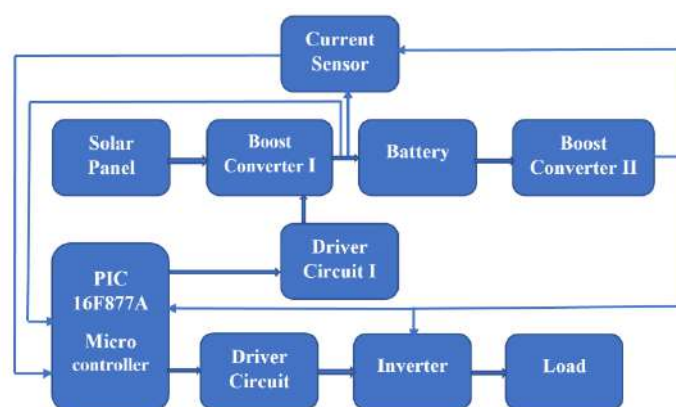 Current
Sensor
Solar
Panel
Boost
Converter I
Battery
Boost
Converter II
Driver
Circuit I
PIC
16F877A
Micro
controller
Driver
Circuit
Inverter
Load